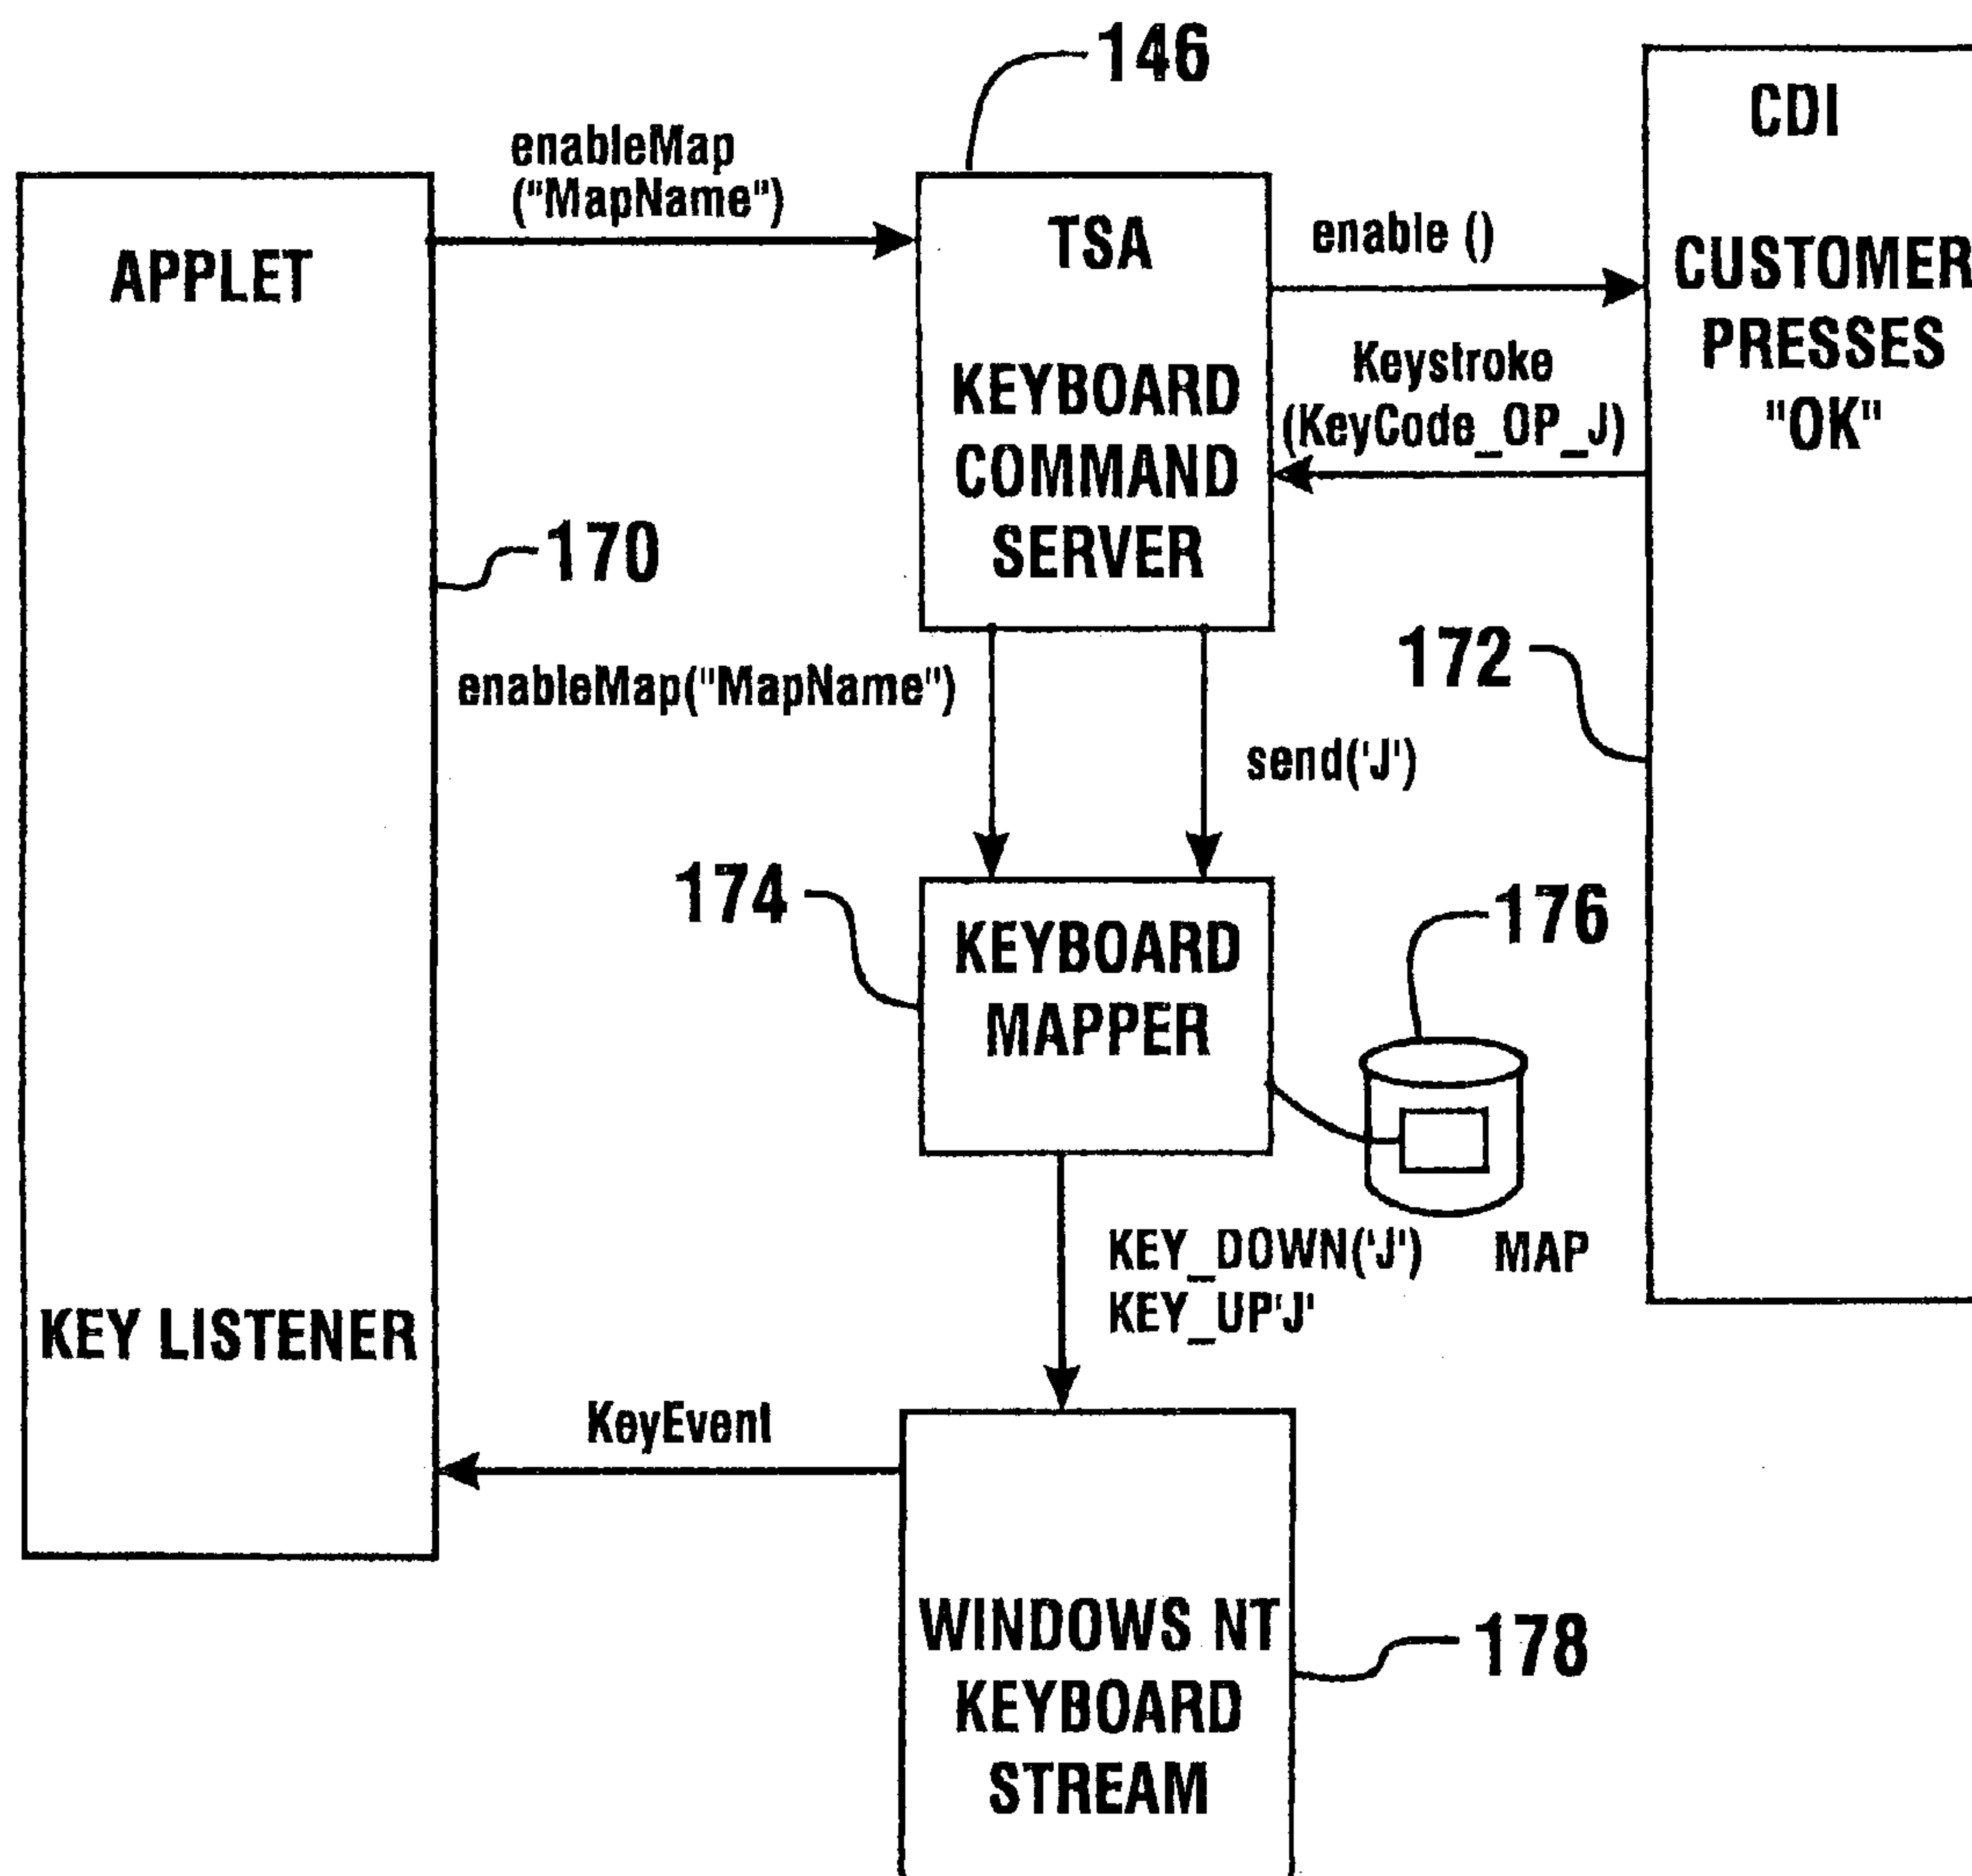 146
CDI
enableMap
("MapName")
APPLET
TSA
enable ()
CUSTOMER
PRESSES
"OK"
KEYBOARD
COMMAND
SERVER
Keystroke
(KeyCode_OP_J)
170
172
enableMap("MapName")
send('J')
174
KEYBOARD
MAPPER
176
KEY_DOWN('J')
KEY_UP'J'
MAP
KEY LISTENER
KeyEvent
WINDOWS NT
KEYBOARD
STREAM
178